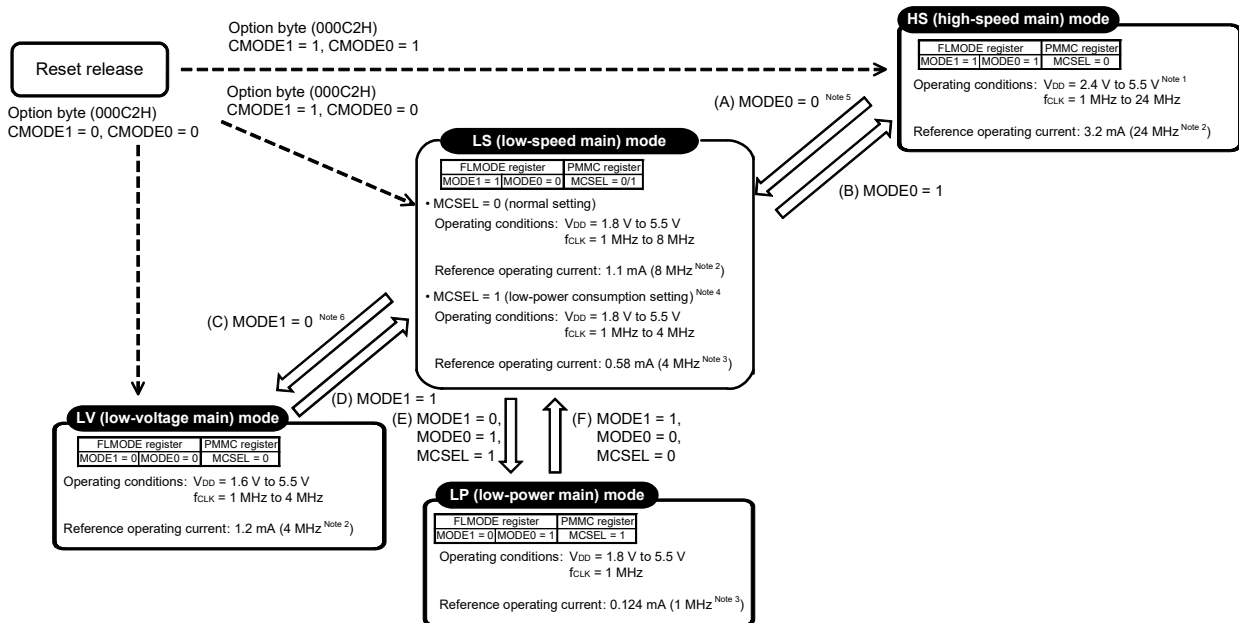 Reset release
Option byte (000C2H)
CMODE1 = 1, CMODE0 = 1
Option byte (000C2H)
CMODE1 = 1, CMODE0 = 0
Option byte (000C2H)
CMODE1 = 0, CMODE0 = 0
HS (high-speed main) mode
FLMODE register PMMC register
MODE1 = 1 MODE0 = 1 MCSEL = 0
Operating conditions: VDD = 2.4 V to 5.5 V Note 1
fCLK = 1 MHz to 24 MHz
Reference operating current: 3.2 mA (24 MHz Note 2)
(A) MODE0 = 0 Note 5
(B) MODE0 = 1
LS (low-speed main) mode
FLMODE register PMMC register
MODE1 = 1 MODE0 = 0 MCSEL = 0/1
• MCSEL = 0 (normal setting)
Operating conditions: VDD = 1.8 V to 5.5 V
fCLK = 1 MHz to 8 MHz
Reference operating current: 1.1 mA (8 MHz Note 2)
• MCSEL = 1 (low-power consumption setting) Note 4
Operating conditions: VDD = 1.8 V to 5.5 V
fCLK = 1 MHz to 4 MHz
Reference operating current: 0.58 mA (4 MHz Note 3)
(C) MODE1 = 0 Note 6
(D) MODE1 = 1
LV (low-voltage main) mode
FLMODE register PMMC register
MODE1 = 0 MODE0 = 0 MCSEL = 0
Operating conditions: VDD = 1.6 V to 5.5 V
fCLK = 1 MHz to 4 MHz
Reference operating current: 1.2 mA (4 MHz Note 2)
(E) MODE1 = 0,
MODE0 = 1,
MCSEL = 1
(F) MODE1 = 1,
MODE0 = 0,
MCSEL = 0
LP (low-power main) mode
FLMODE register PMMC register
MODE1 = 0 MODE0 = 1 MCSEL = 1
Operating conditions: VDD = 1.8 V to 5.5 V
fCLK = 1 MHz
Reference operating current: 0.124 mA (1 MHz Note 3)